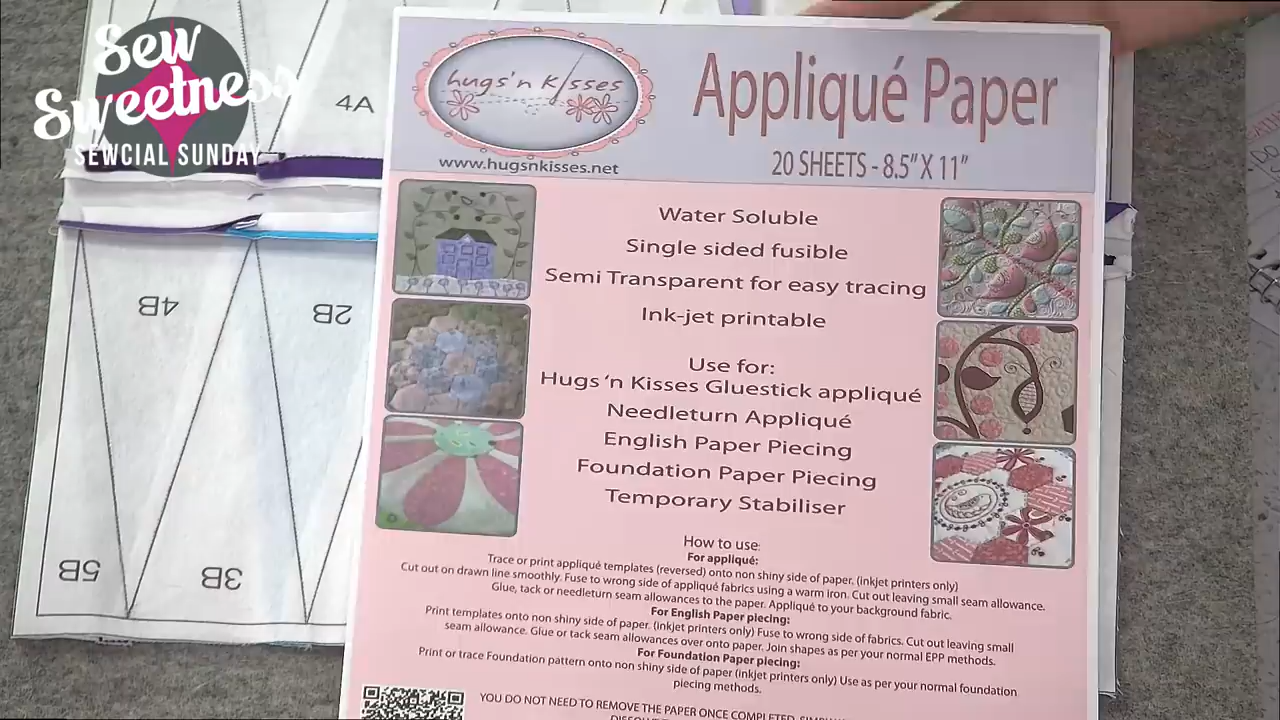 Sew
Sweetness
SEWCIAL SUNDAY
4A
4B
2B
5B
3B
hugs 'n kisses
www.hugsnkisses.net
Appliqué Paper
20 SHEETS - 8.5" X 11"
Water Soluble
Single sided fusible
Semi Transparent for easy tracing
Ink-jet printable
Use for:
Hugs 'n Kisses Gluestick appliqué
Needleturn Appliqué
English Paper Piecing
Foundation Paper Piecing
Temporary Stabiliser
How to use:
For appliqué:
Trace or print appliqué templates (reversed) onto non shiny side of paper. (inkjet printers only)
Cut out on drawn line smoothly. Fuse to wrong side of appliqué fabrics using a warm iron. Cut out leaving small seam allowance.
Glue, tack or needleturn seam allowances to the paper. Appliqué to your background fabric.
For English Paper piecing:
Print templates onto non shiny side of paper. (inkjet printers only) Fuse to wrong side of fabrics. Cut out leaving small
seam allowance. Glue or tack seam allowances over onto paper. Join shapes as per your normal EPP methods.
For Foundation Paper piecing:
Print or trace Foundation pattern onto non shiny side of paper (inkjet printers only) Use as per your normal foundation
piecing methods.
YOU DO NOT NEED TO REMOVE THE PAPER ONCE COMPLETED.